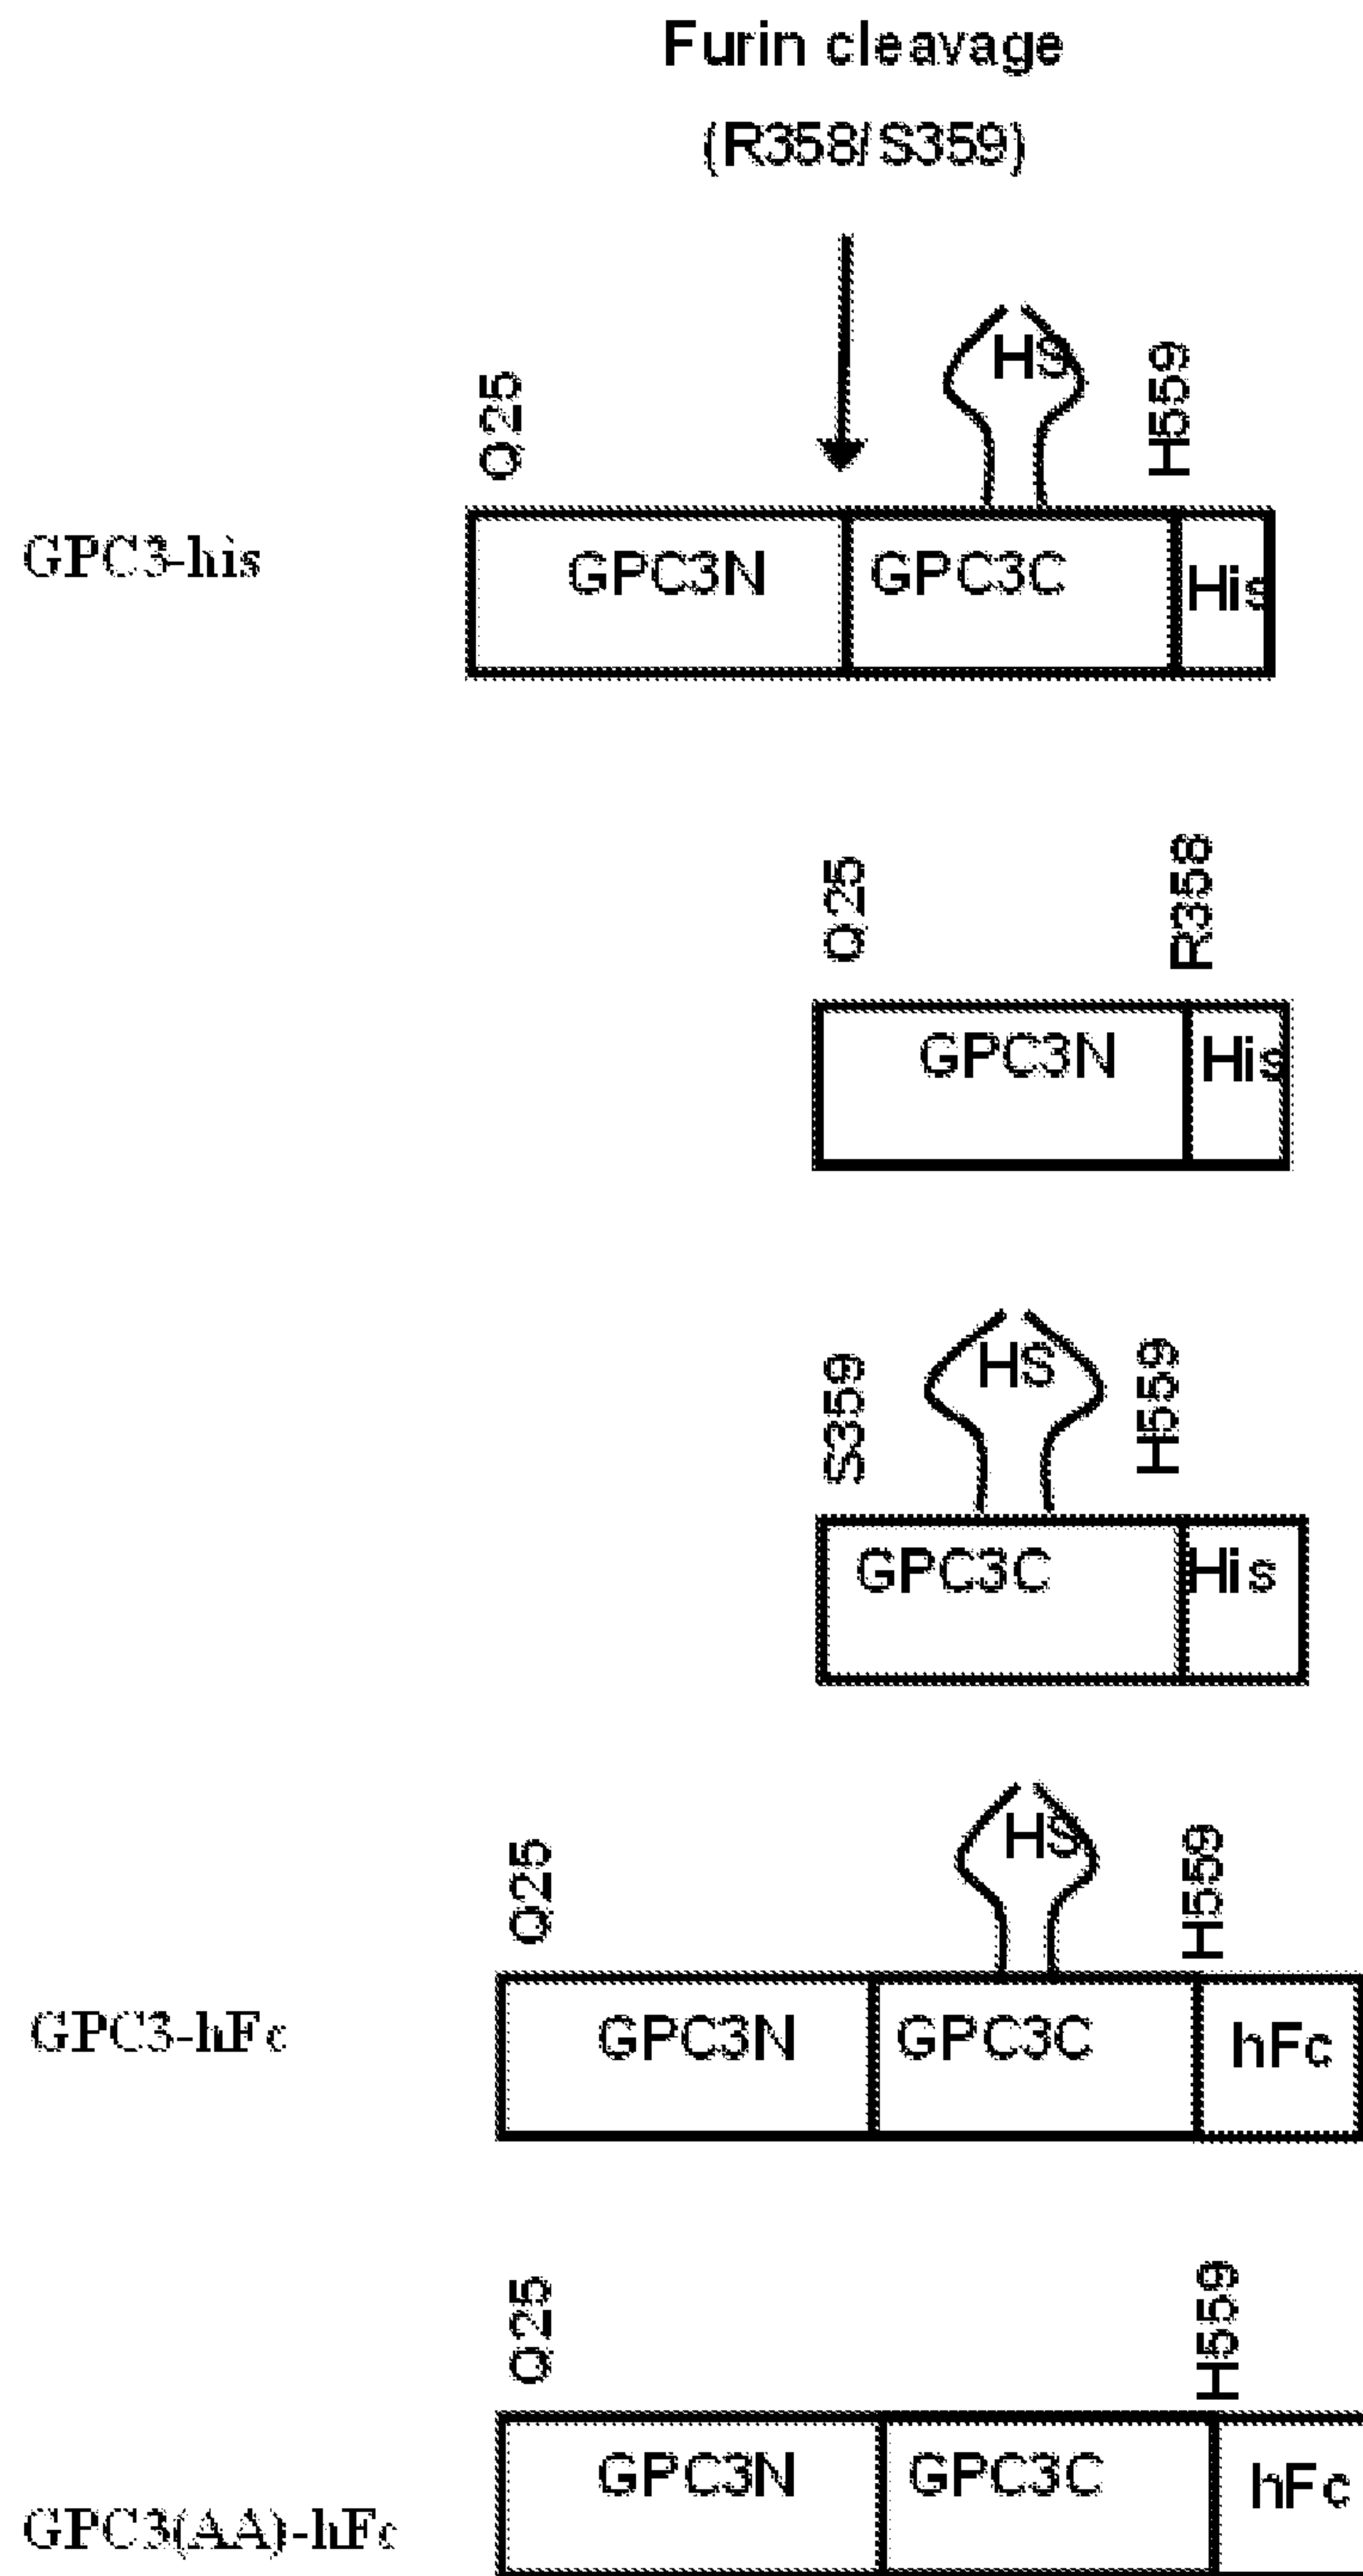 Furin cleavage
(R358/S359)
Q25
HS
H559
GPC3-his
GPC3N
GPC3C
His
Q25
R358
GPC3N
His
S359
HS
H559
GPC3C
His
Q25
HS
H559
GPC3-hFc
GPC3N
GPC3C
hFc
Q25
H559
GPC3(AA)-hFc
GPC3N
GPC3C
hFc